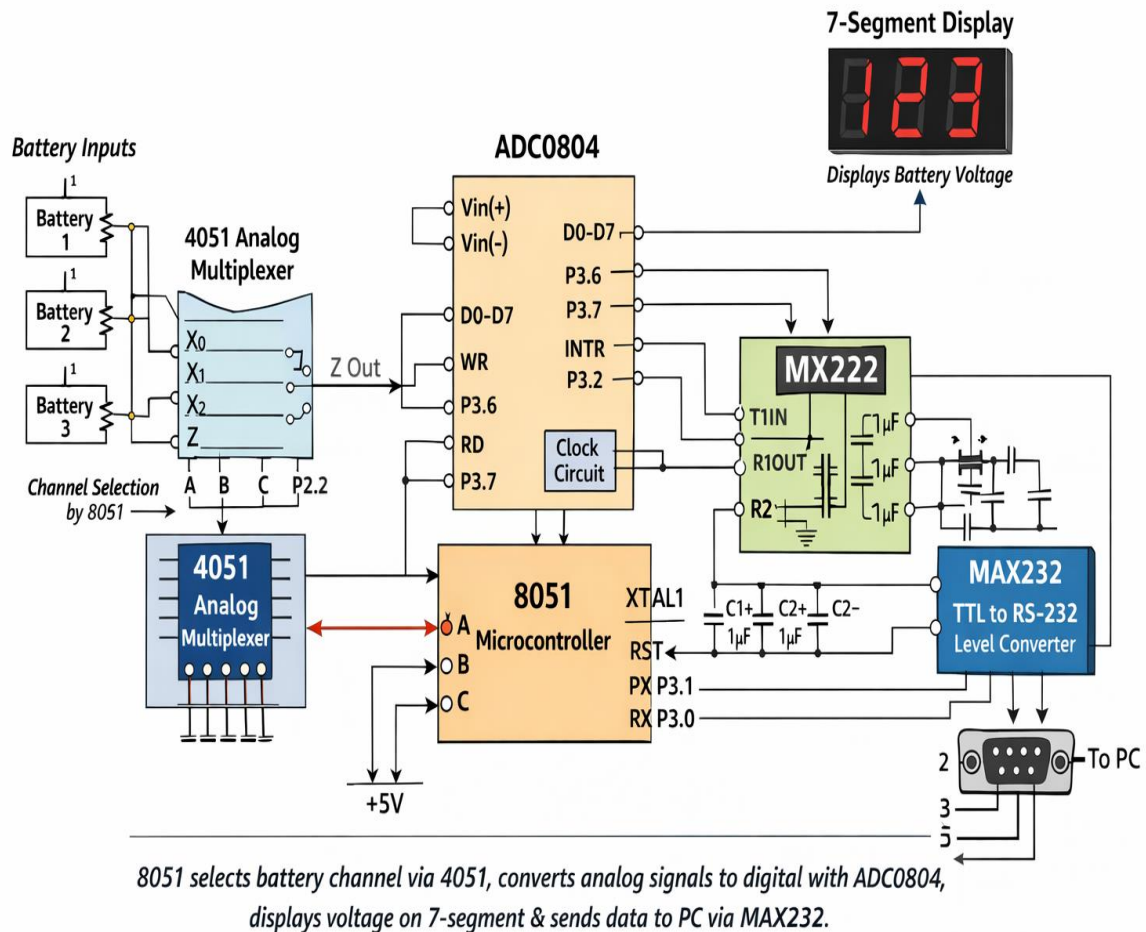 7-Segment Display
123
Displays Battery Voltage
Battery Inputs
1
Battery
1
1
Battery
2
1
Battery
3
4051 Analog
Multiplexer
X0
X1
X2
Z
A B C P2.2
Channel Selection
by 8051
Z Out
4051
Analog
Multiplexer
ADC0804
Vin(+)
Vin(-)
D0-D7
WR
P3.6
RD
P3.7
D0-D7
P3.6
P3.7
INTR
P3.2
Clock
Circuit
8051
Microcontroller
A
B
C
XTAL1
RST
PX P3.1
RX P3.0
+5V
MX222
T1IN
R1OUT
R2
1µF
1µF
1µF
C1+
1µF
C2+
1µF
C2−
MAX232
TTL to RS-232
Level Converter
2
To PC
3
5
8051 selects battery channel via 4051, converts analog signals to digital with ADC0804,
displays voltage on 7-segment & sends data to PC via MAX232.